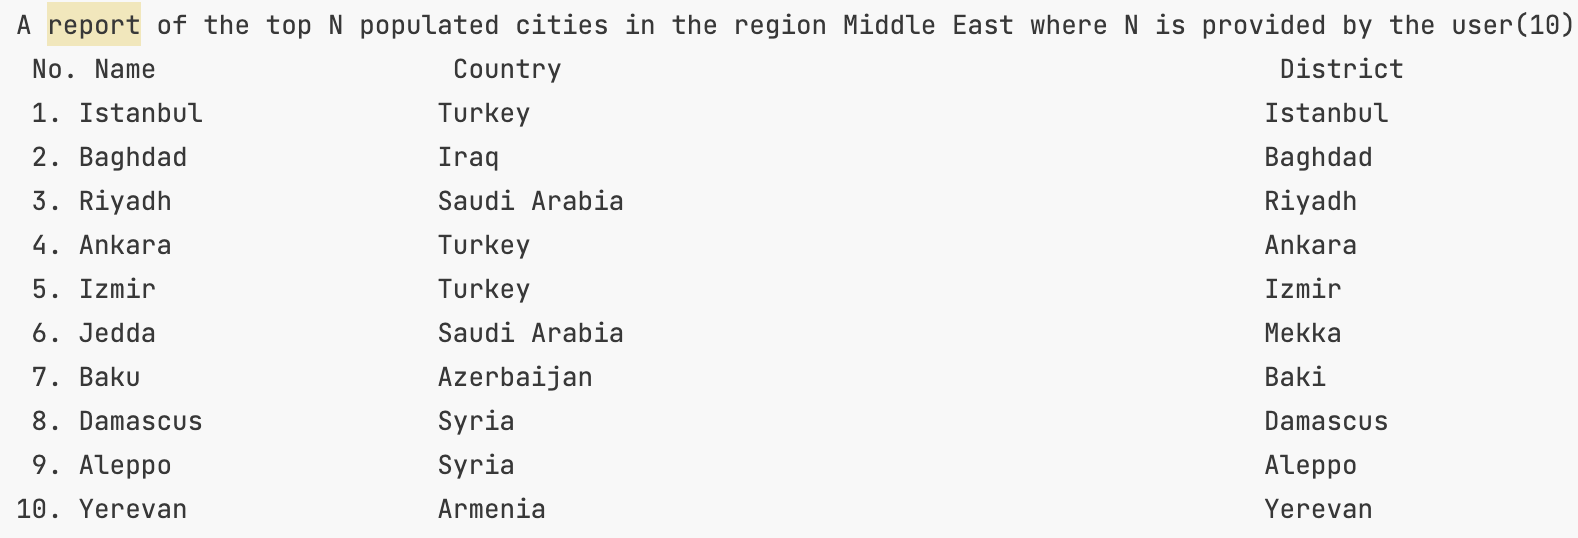 A report of the top N populated cities in the region Middle East where N is provided by the user(10)
No. Name Country District
1. Istanbul Turkey Istanbul
2. Baghdad Iraq Baghdad
3. Riyadh Saudi Arabia Riyadh
4. Ankara Turkey Ankara
5. Izmir Turkey Izmir
6. Jedda Saudi Arabia Mekka
7. Baku Azerbaijan Baki
8. Damascus Syria Damascus
9. Aleppo Syria Aleppo
10. Yerevan Armenia Yerevan